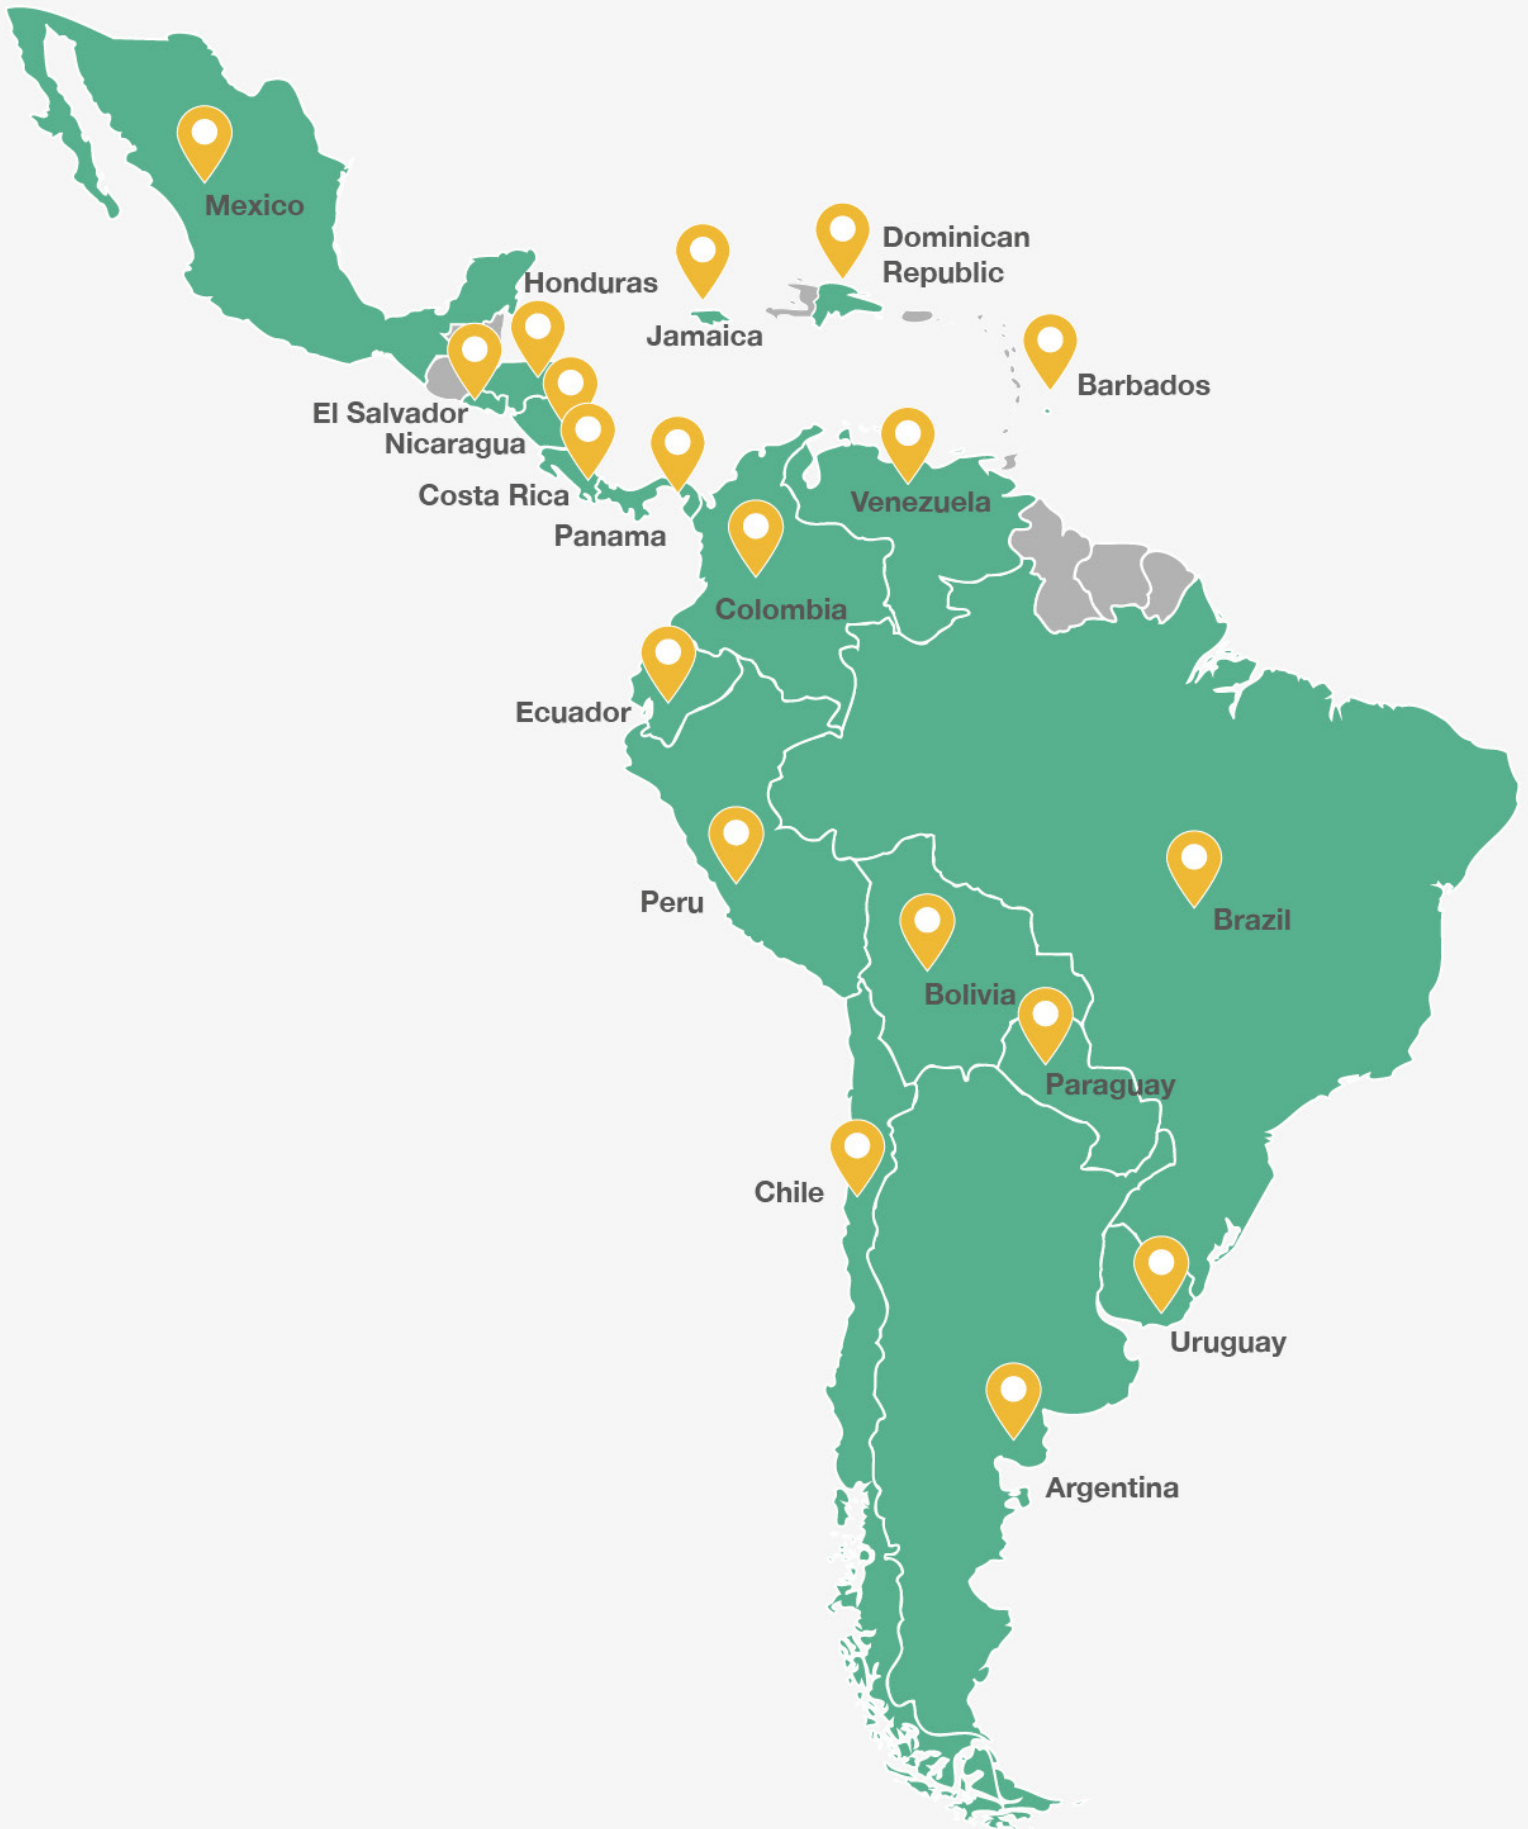 Mexico
Dominican
Republic
Honduras
Jamaica
Barbados
El Salvador
Nicaragua
Costa Rica
Venezuela
Panama
Colombia
Ecuador
Peru
Brazil
Bolivia
Paraguay
Chile
Uruguay
Argentina